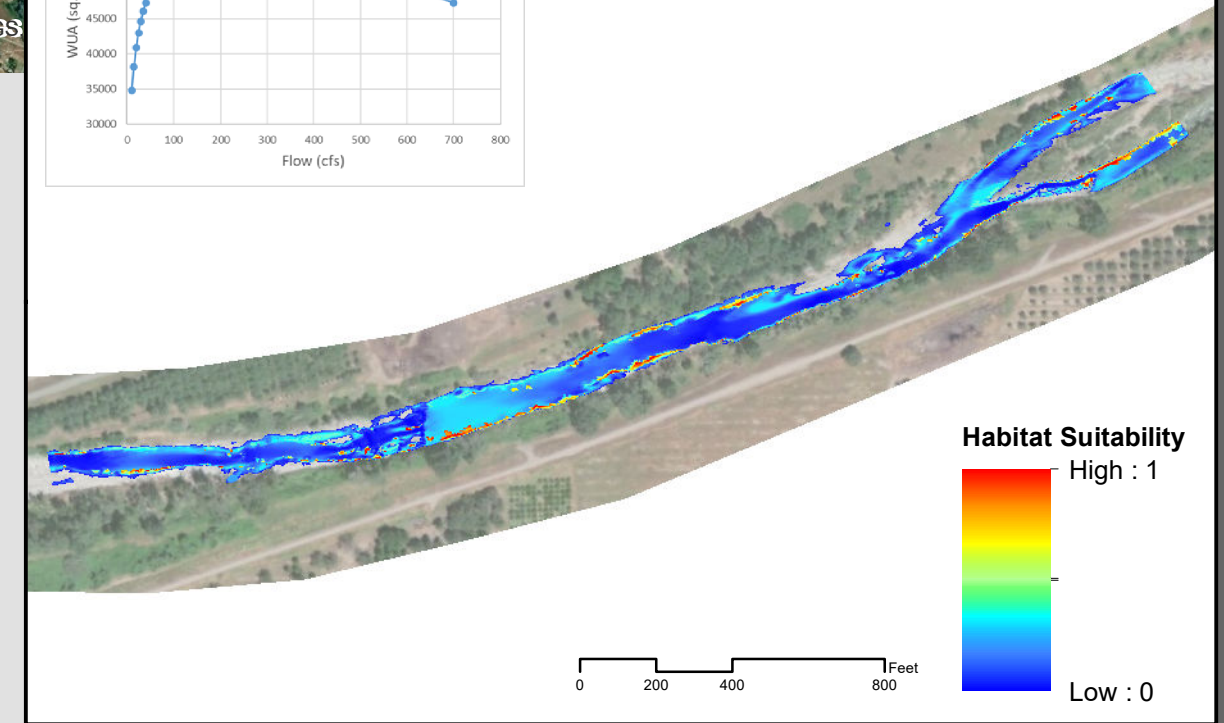 gs
WUA (sq.
45000
40000
35000
30000
0 100 200 300 400 500 600 700 800
Flow (cfs)
Habitat Suitability
High : 1
Low : 0
Feet
0 200 400 800